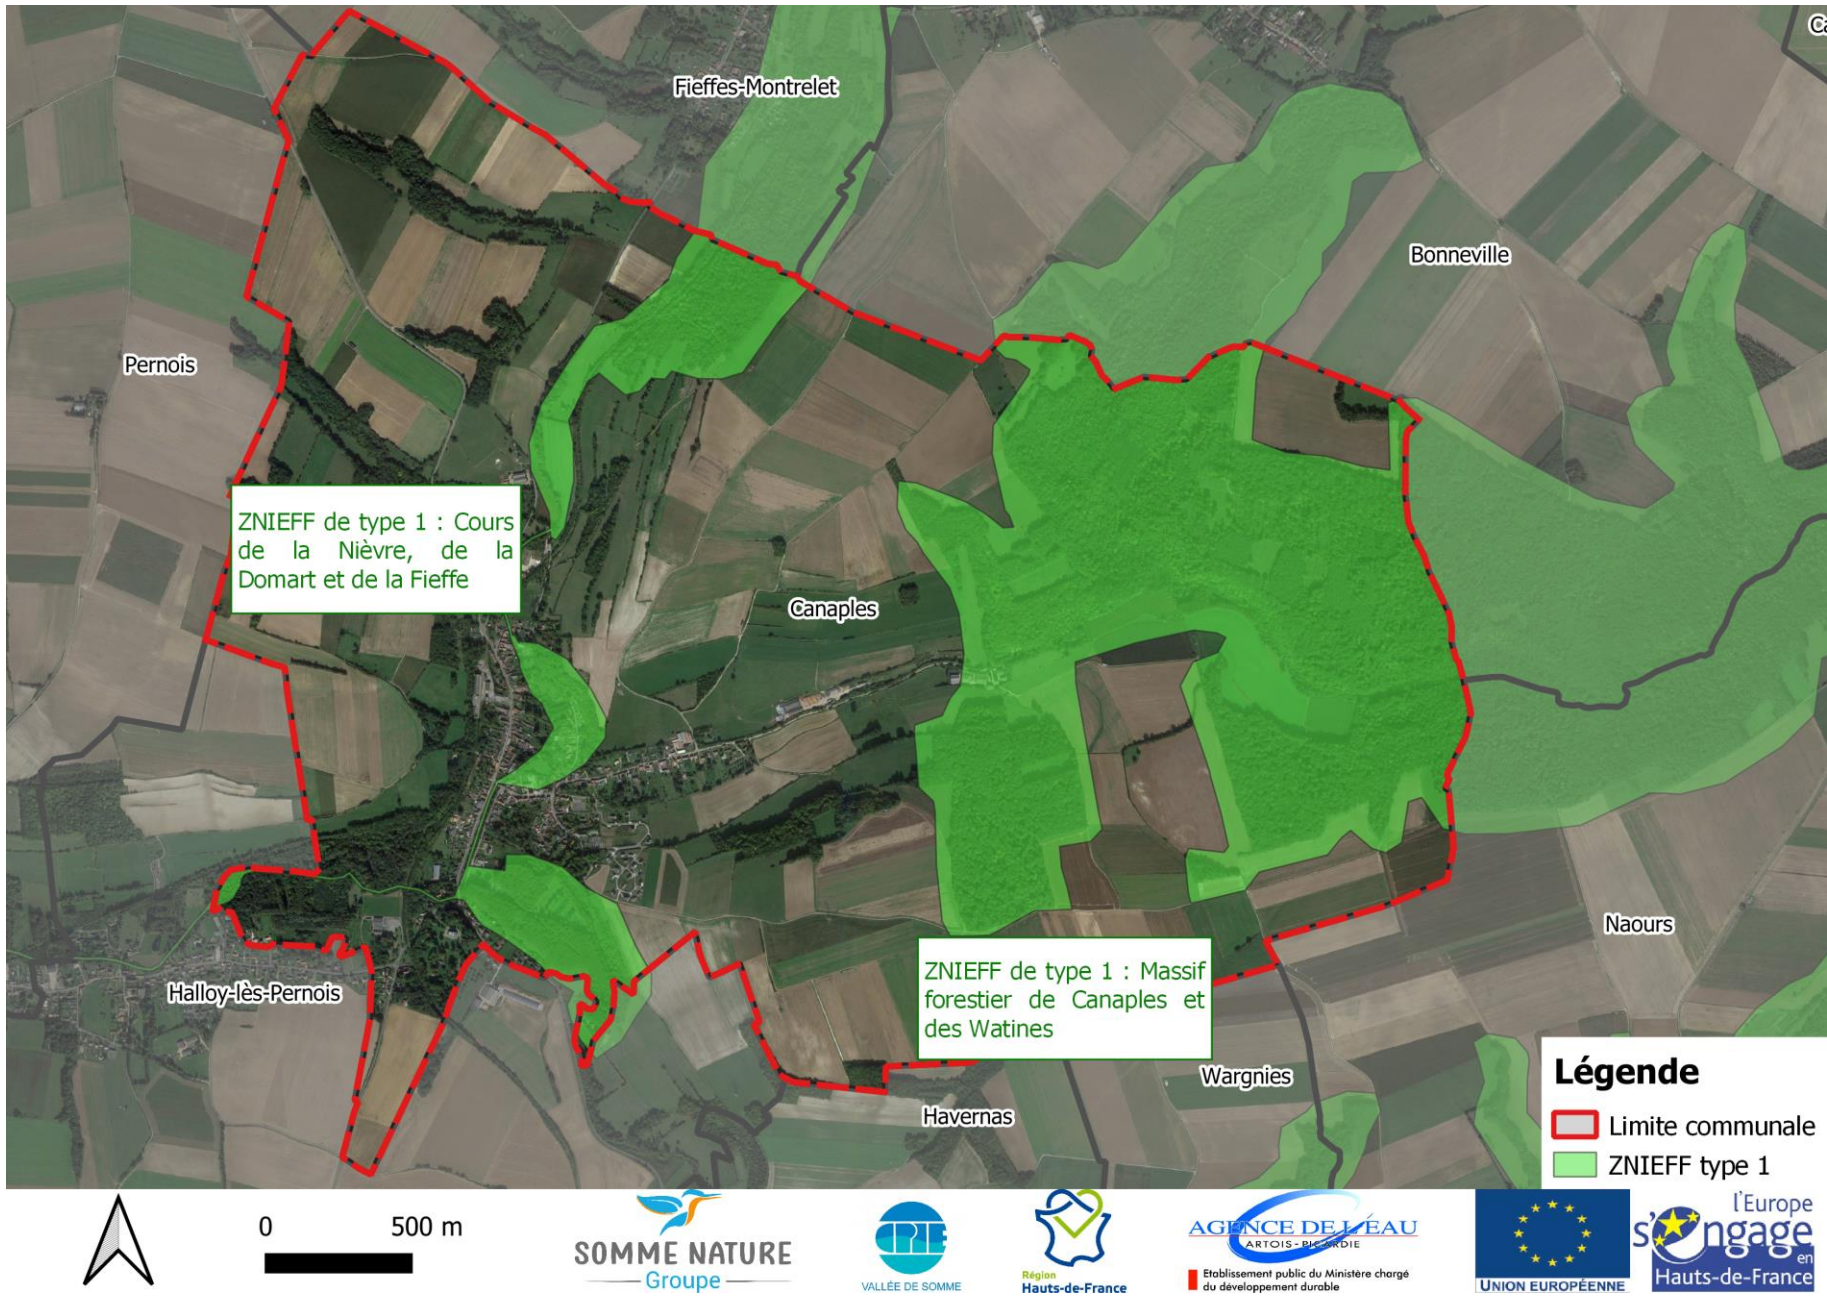 Ca
Fieffes-Montrelet
Bonneville
Pernois
ZNIEFF de type 1 : Cours
de la Nièvre, de la
Domart et de la Fieffe
Canaples
Naours
ZNIEFF de type 1 : Massif
forestier de Canaples et
des Watines
Halloy-lès-Pernois
Wargnies
Havernas
Légende
Limite communale
ZNIEFF type 1
0 500 m
SOMME NATURE
Groupe
CPIE
VALLÉE DE SOMME
Région
Hauts-de-France
AGENCE DE L'EAU
ARTOIS - PICARDIE
Etablissement public du Ministère chargé
du développement durable
UNION EUROPÉENNE
l'Europe
s'engage
en
Hauts-de-France